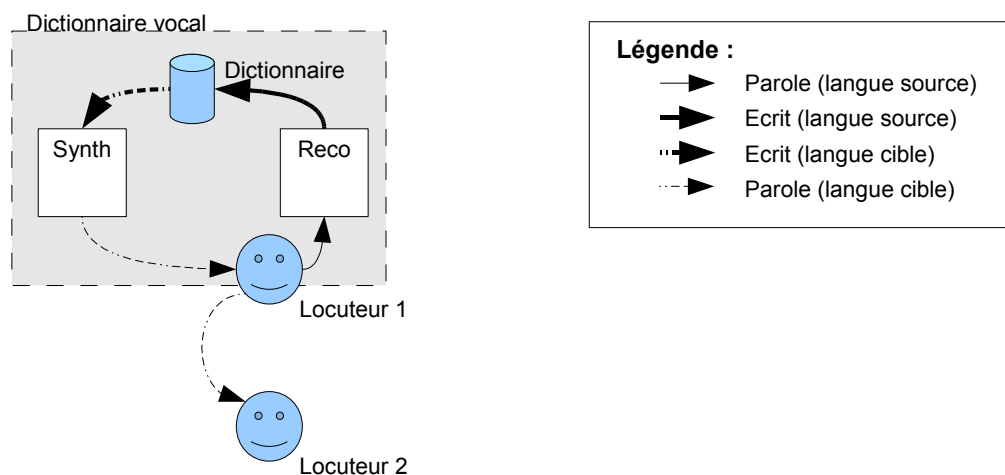 Dictionnaire vocal
Dictionnaire
Synth
Reco
Locuteur 1
Locuteur 2
Légende :
Parole (langue source)
Ecrit (langue source)
Ecrit (langue cible)
Parole (langue cible)